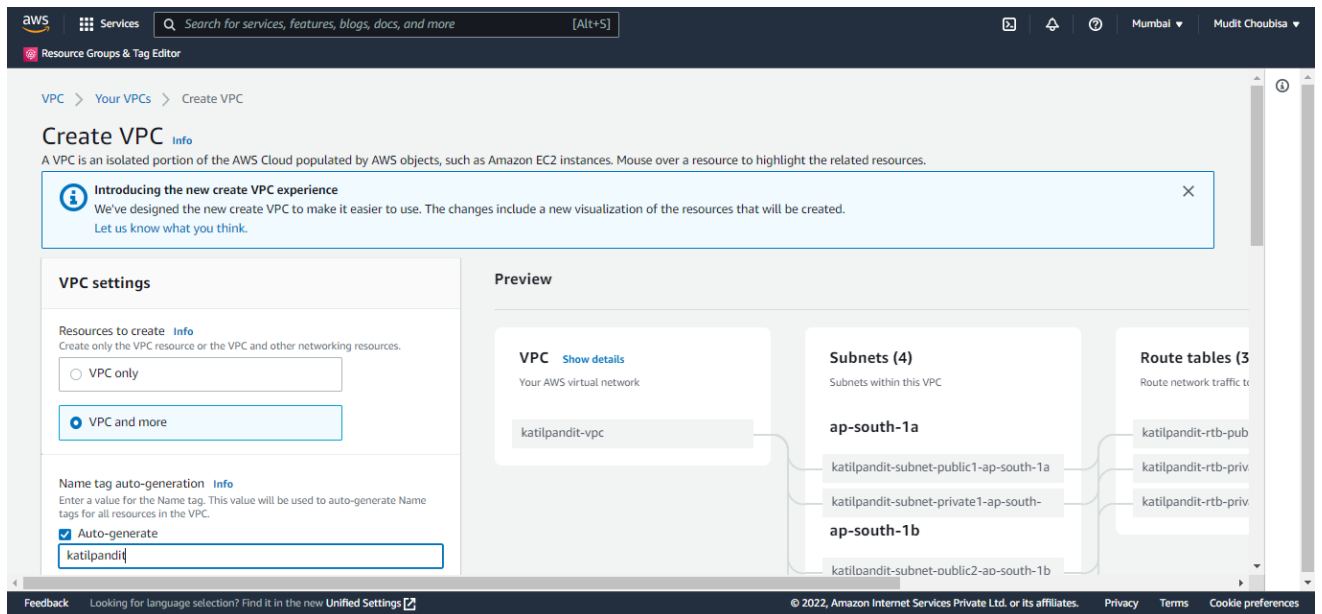 aws Services Search for services, features, blogs, docs, and more [Alt+S] Mumbai Mudit Choubisa
Resource Groups & Tag Editor
VPC > Your VPCs > Create VPC
Create VPC Info
A VPC is an isolated portion of the AWS Cloud populated by AWS objects, such as Amazon EC2 instances. Mouse over a resource to highlight the related resources.
Introducing the new create VPC experience
We've designed the new create VPC to make it easier to use. The changes include a new visualization of the resources that will be created.
Let us know what you think.
VPC settings
Resources to create Info
Create only the VPC resource or the VPC and other networking resources.
VPC only
VPC and more
Name tag auto-generation Info
Enter a value for the Name tag. This value will be used to auto-generate Name
tags for all resources in the VPC.
Auto-generate
katilpandit
Preview
VPC Show details
Your AWS virtual network
katilpandit-vpc
Subnets (4)
Subnets within this VPC
ap-south-1a
katilpandit-subnet-public1-ap-south-1a
katilpandit-subnet-private1-ap-south-
ap-south-1b
katilpandit-subnet-public2-ap-south-1b
Route tables (3
Route network traffic to
katilpandit-rtb-pub
katilpandit-rtb-priv
katilpandit-rtb-priv
Feedback Looking for language selection? Find it in the new Unified Settings © 2022, Amazon Internet Services Private Ltd. or its affiliates. Privacy Terms Cookie preferences